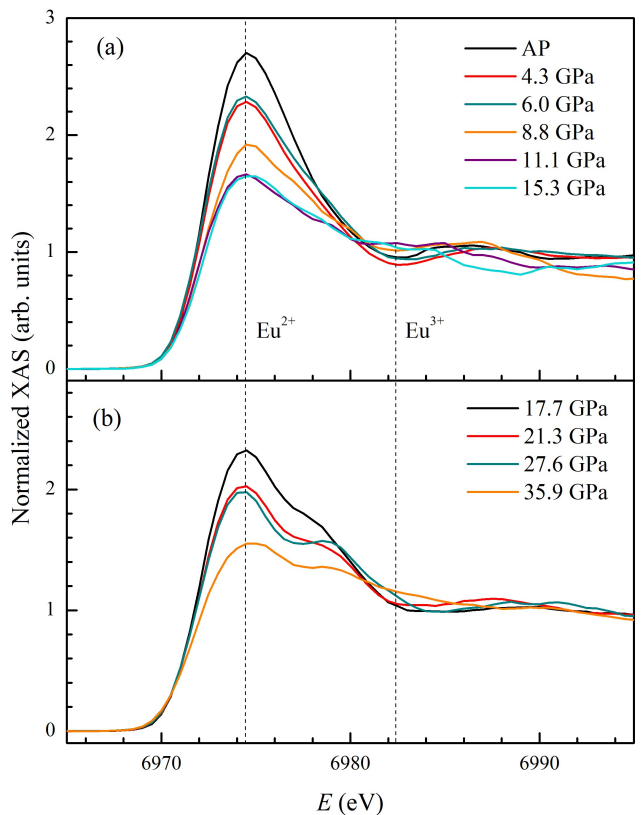 3
(a)
AP
4.3 GPa
6.0 GPa
8.8 GPa
11.1 GPa
15.3 GPa
2
1
Eu²⁺
Eu³⁺
0
Normalized XAS (arb. units)
(b)
17.7 GPa
21.3 GPa
27.6 GPa
35.9 GPa
2
1
0
6970
6980
6990
E (eV)